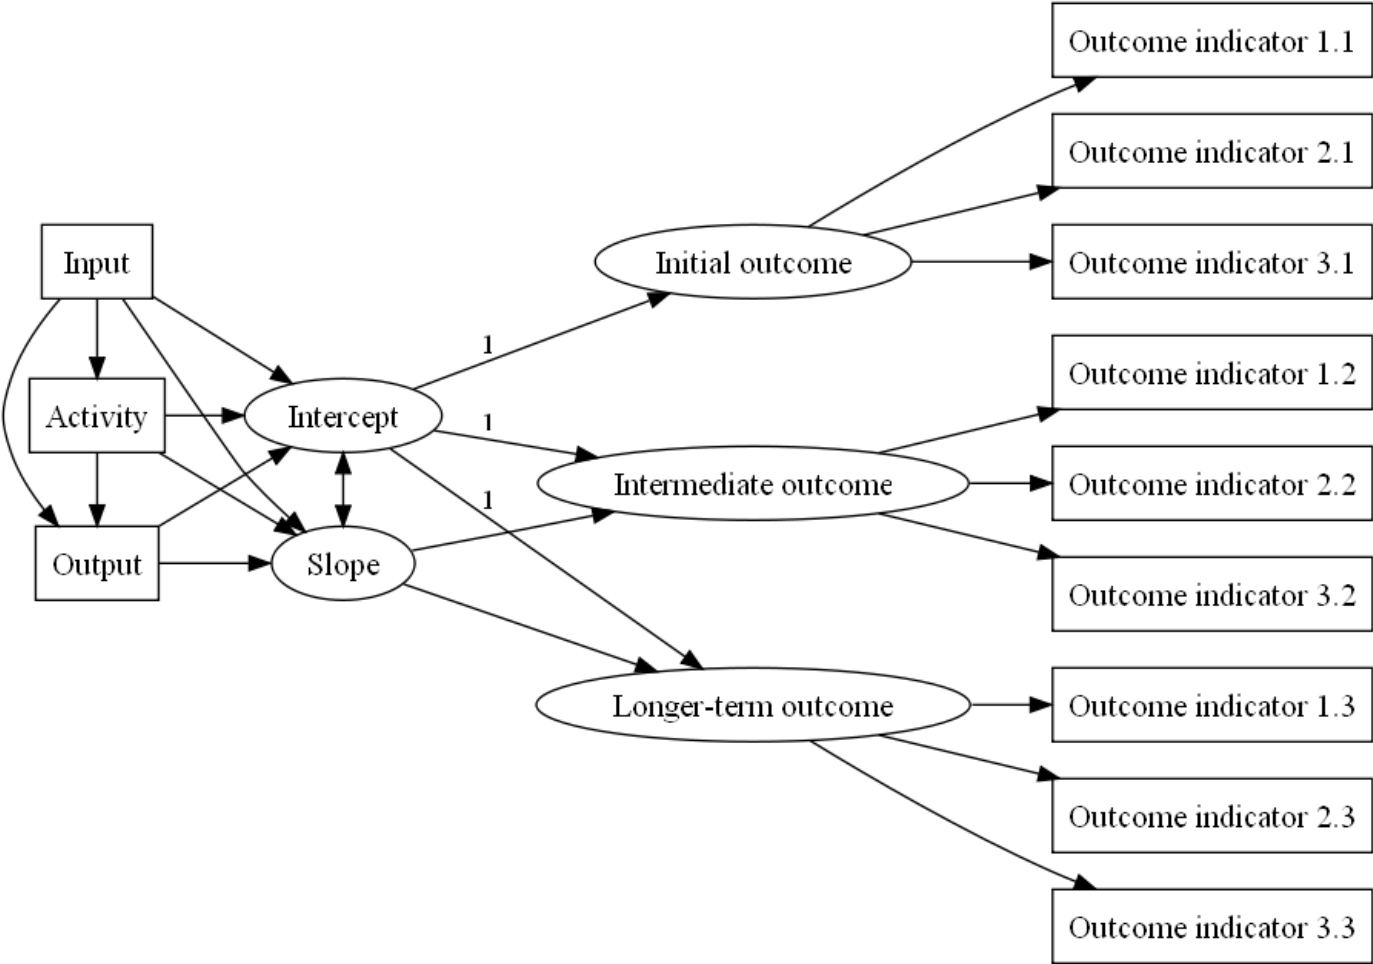 Outcome indicator 1.1
Outcome indicator 2.1
Input
Initial outcome
Outcome indicator 3.1
1
Outcome indicator 1.2
Activity
Intercept
1
Intermediate outcome
Outcome indicator 2.2
1
Output
Slope
Outcome indicator 3.2
Longer-term outcome
Outcome indicator 1.3
Outcome indicator 2.3
Outcome indicator 3.3